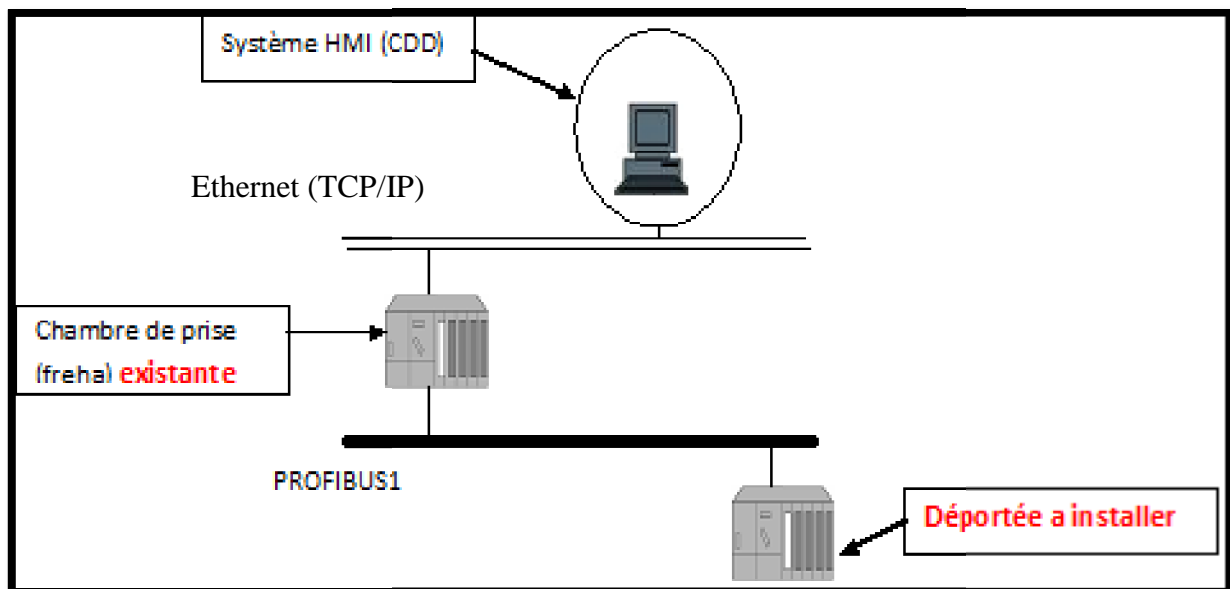 Système HMI (CDD)
Ethernet (TCP/IP)
Chambre de prise
(freha) existante
PROFIBUS1
Déportée a installer